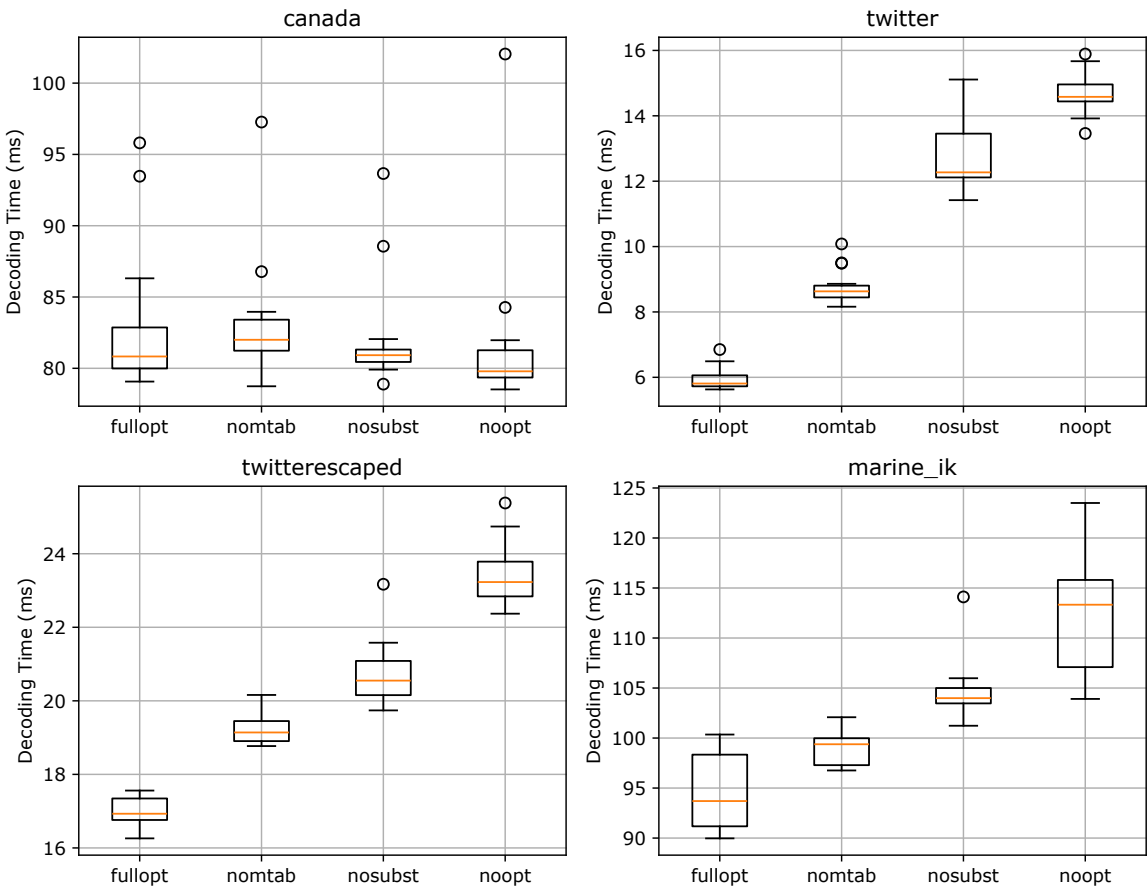 canada
Decoding Time (ms)
100
95
90
85
80
fullopt nomtab nosubst noopt
twitter
Decoding Time (ms)
16
14
12
10
8
6
fullopt nomtab nosubst noopt
twitterescaped
Decoding Time (ms)
24
22
20
18
16
fullopt nomtab nosubst noopt
marine_ik
Decoding Time (ms)
125
120
115
110
105
100
95
90
fullopt nomtab nosubst noopt